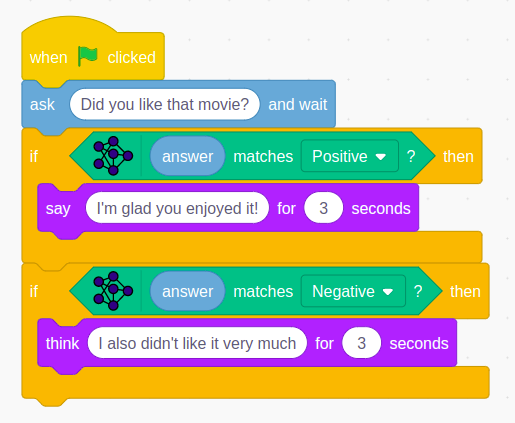 when clicked
ask Did you like that movie? and wait
if answer matches Positive ? then
say I'm glad you enjoyed it! for 3 seconds
if answer matches Negative ? then
think I also didn't like it very much for 3 seconds